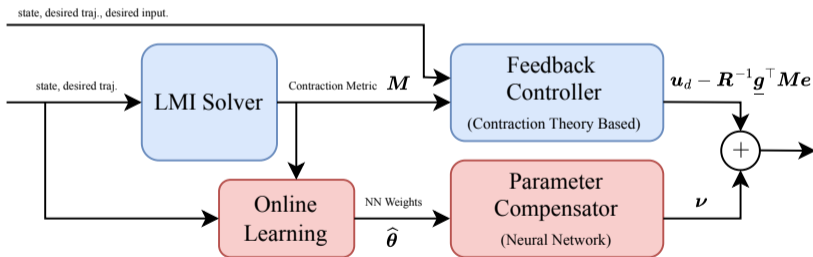 state, desired traj., desired input.
state, desired traj.
LMI Solver
Contraction Metric M
Feedback
Controller
(Contraction Theory Based)
u_d − R⁻¹g̲⊤Me
+
Online
Learning
NN Weights
θ̂
Parameter
Compensator
(Neural Network)
ν